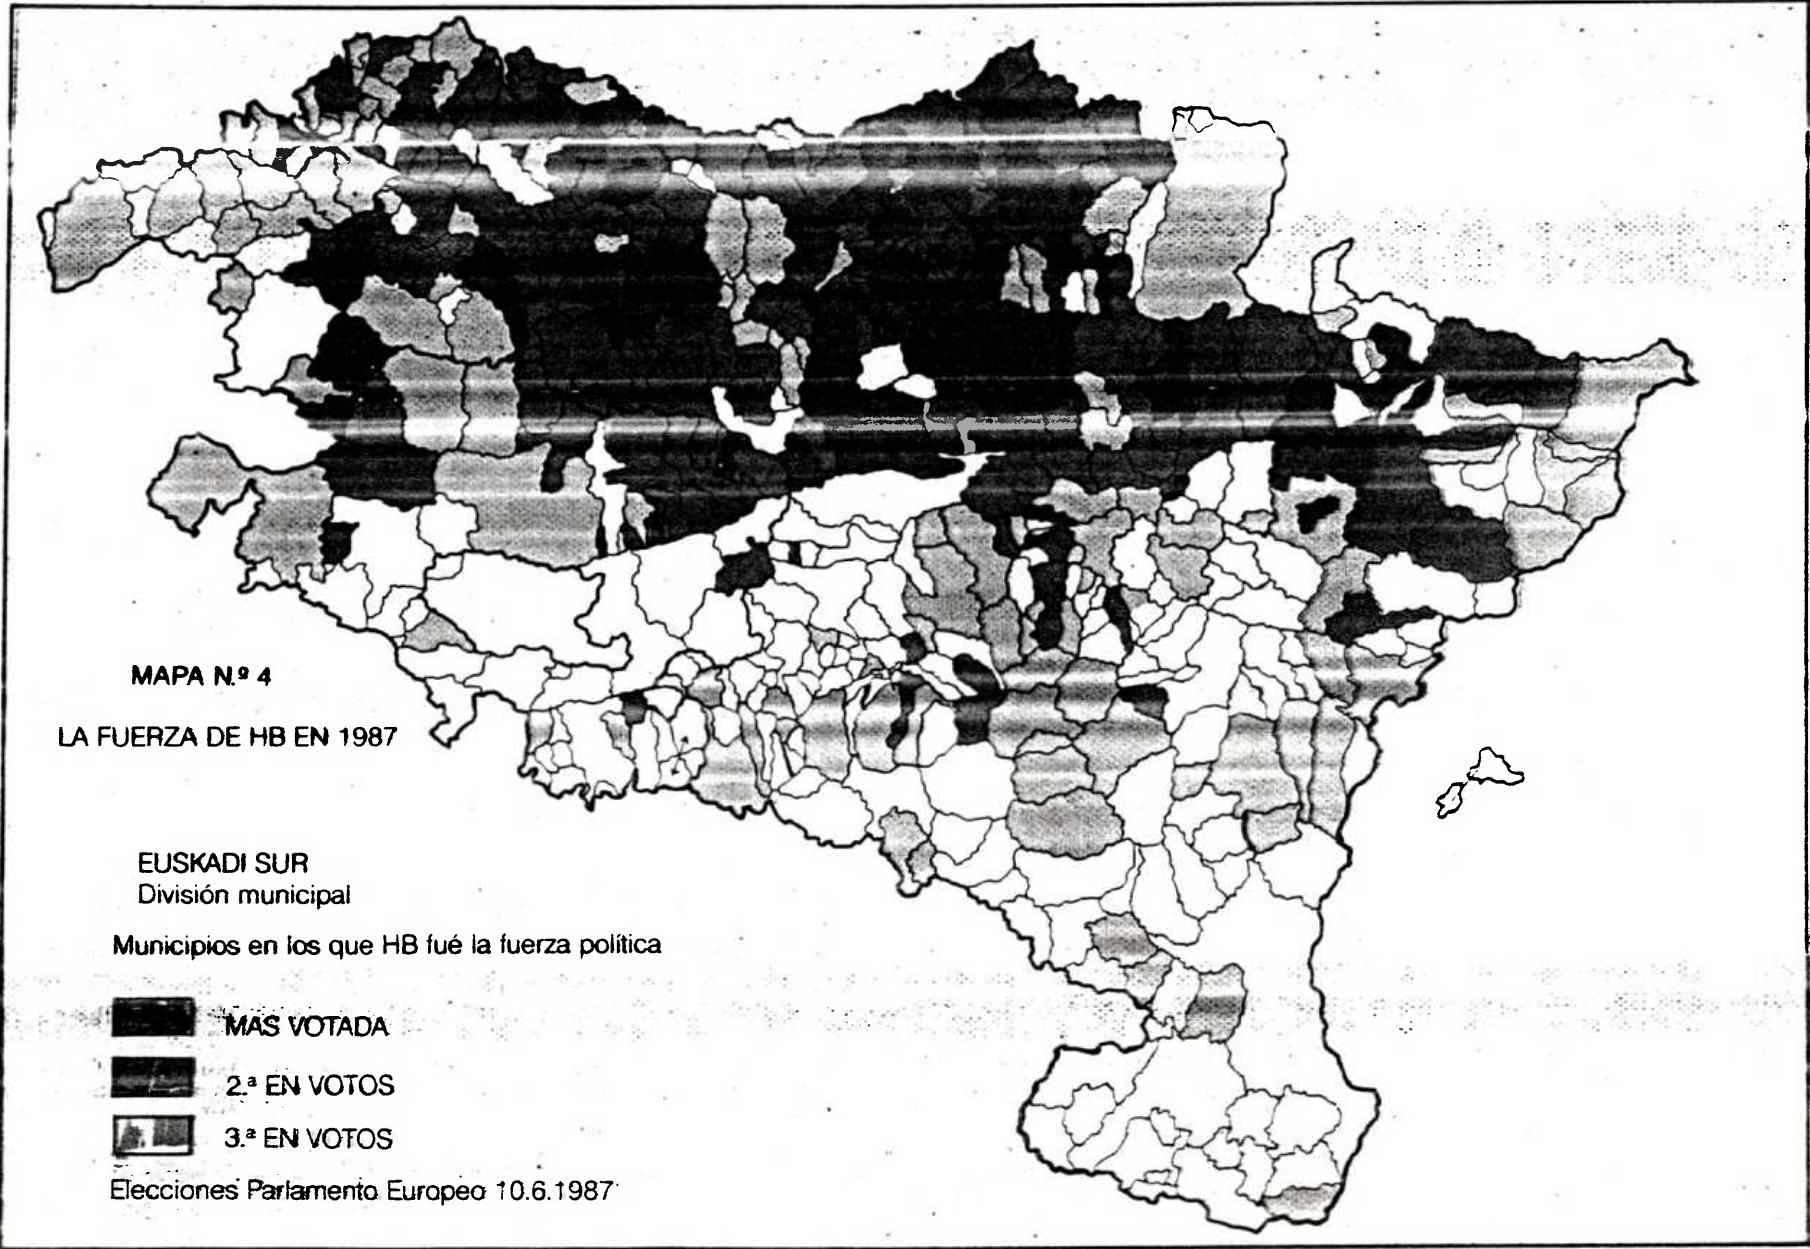 MAPA N.º 4
LA FUERZA DE HB EN 1987
EUSKADI SUR
División municipal
Municipios en los que HB fué la fuerza política
MAS VOTADA
2.ª EN VOTOS
3.ª EN VOTOS
Elecciones Parlamento Europeo 10.6.1987